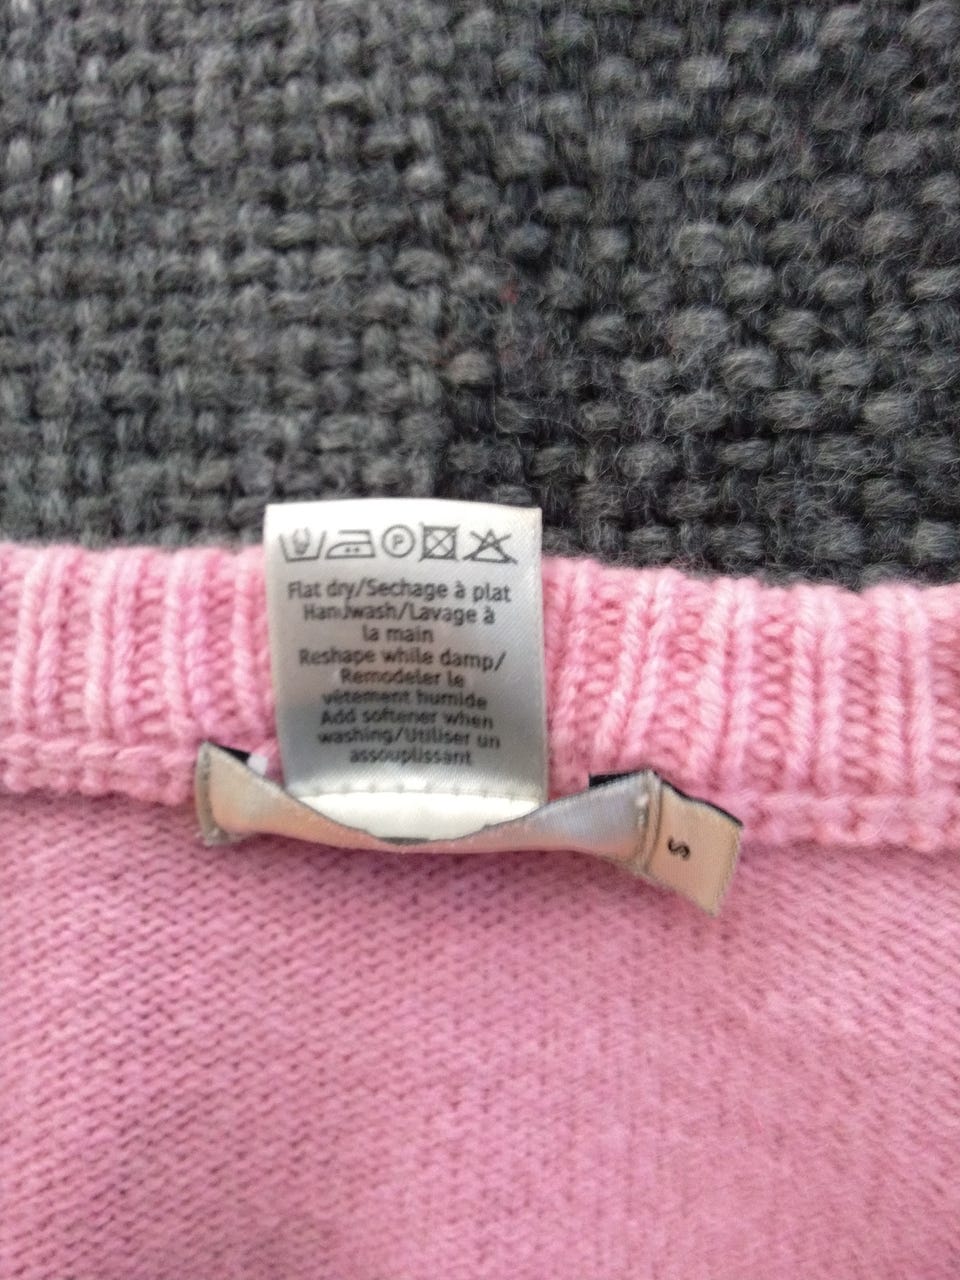 P
Flat dry/Sechage à plat
Handwash/Lavage à
la main
Reshape while damp/
Remodeler le
vêtement humide
Add softener when
washing/Utiliser un
assouplissant
S